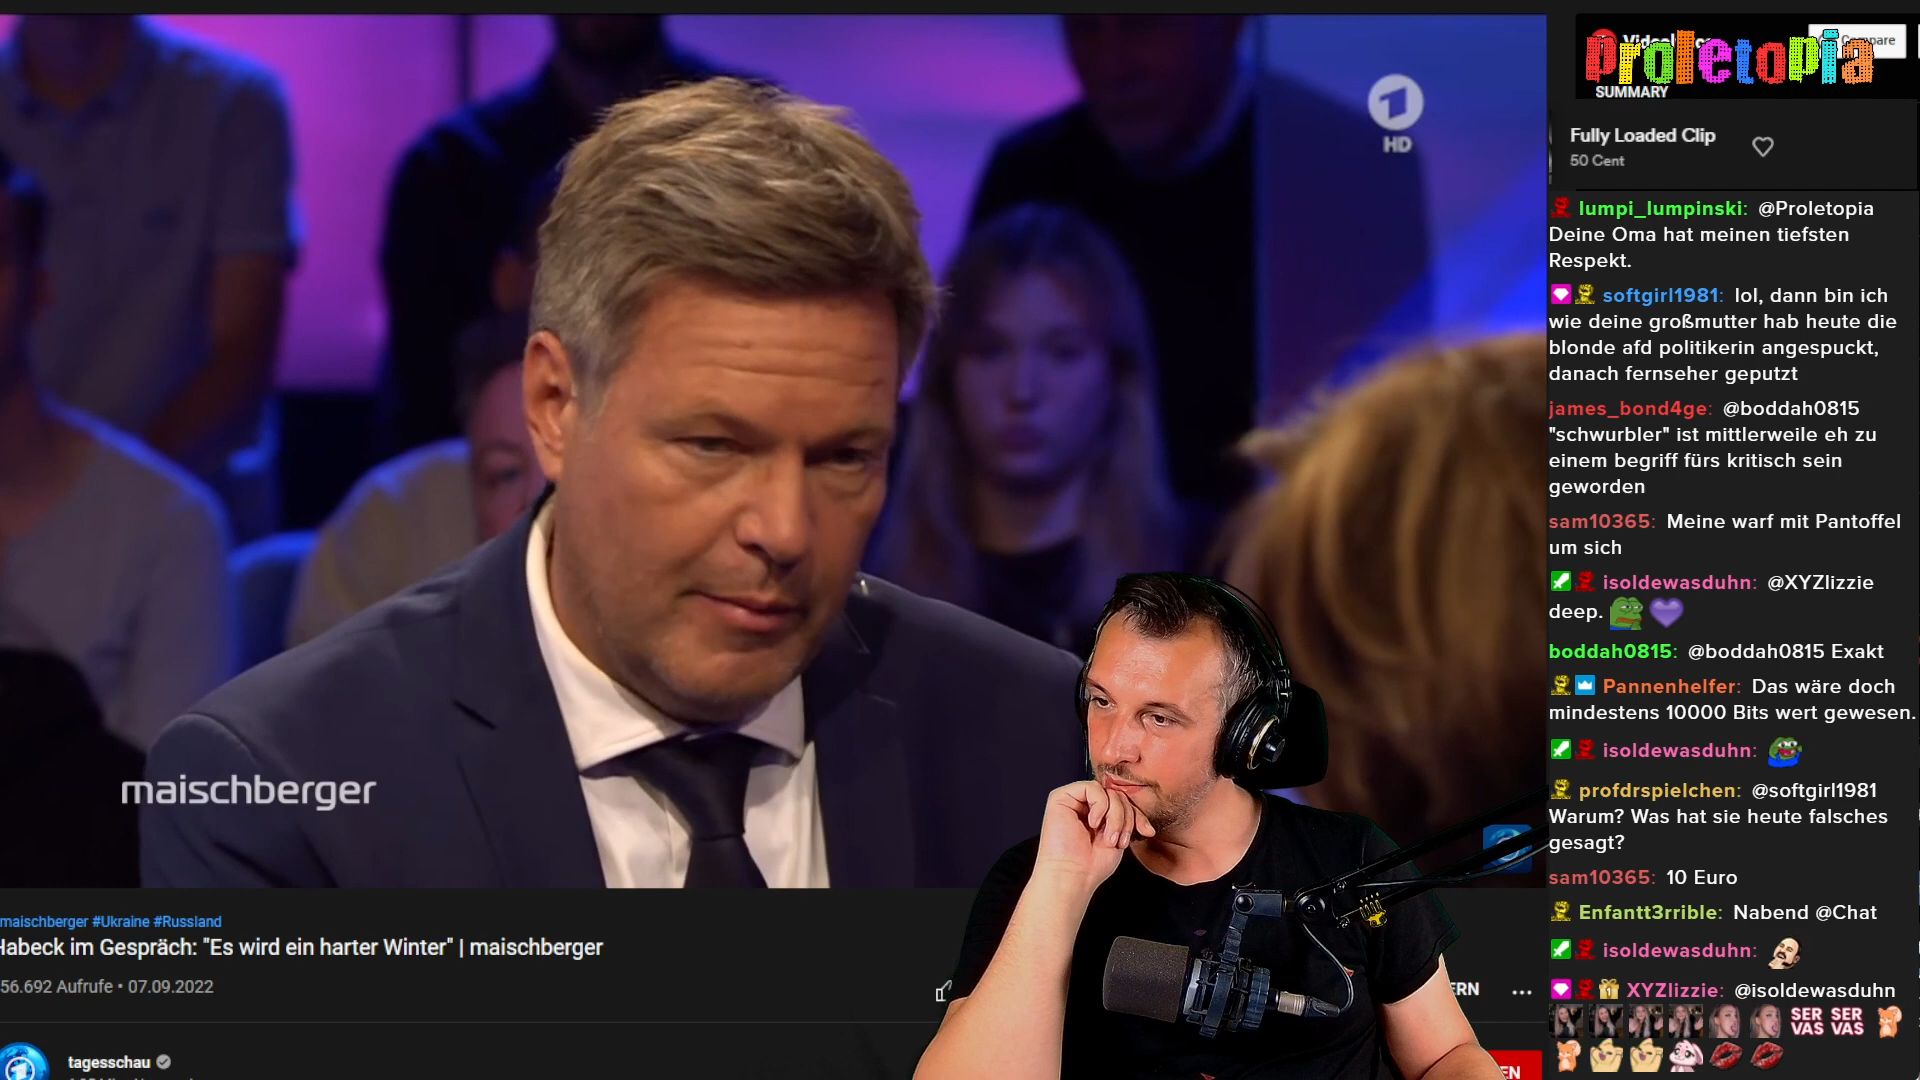 HD
maischberger
maischberger #Ukraine #Russland
Habeck im Gespräch: "Es wird ein harter Winter" | maischberger
56.692 Aufrufe • 07.09.2022
tagesschau
Proletopia
SUMMARY
Fully Loaded Clip
50 Cent
lumpi_lumpinski: @Proletopia
Deine Oma hat meinen tiefsten
Respekt.
softgirl1981: lol, dann bin ich
wie deine großmutter hab heute die
blonde afd politikerin angespuckt,
danach fernseher geputzt
james_bond4ge: @boddah0815
"schwurbler" ist mittlerweile eh zu
einem begriff fürs kritisch sein
geworden
sam10365: Meine warf mit Pantoffel
um sich
isoldewasduhn: @XYZlizzie
deep.
boddah0815: @boddah0815 Exakt
Pannenhelfer: Das wäre doch
mindestens 10000 Bits wert gewesen.
isoldewasduhn:
profdrspielchen: @softgirl1981
Warum? Was hat sie heute falsches
gesagt?
sam10365: 10 Euro
Enfantt3rrible: Nabend @Chat
isoldewasduhn:
XYZlizzie: @isoldewasduhn
SER VAS SER VAS